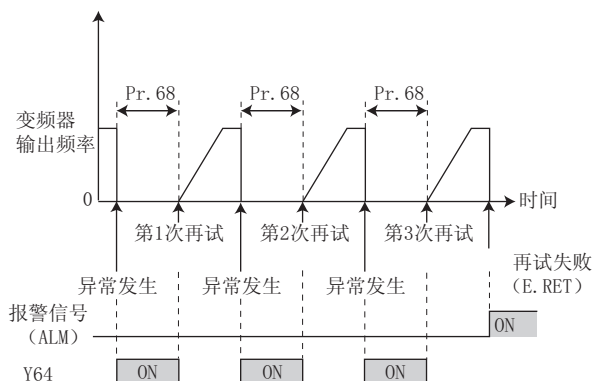 Pr.68 Pr.68 Pr.68
变频器
输出频率
0
时间
第1次再试 第2次再试 第3次再试
异常发生 异常发生 异常发生
再试失败
（E.RET）
报警信号
（ALM）
ON
Y64 ON ON ON